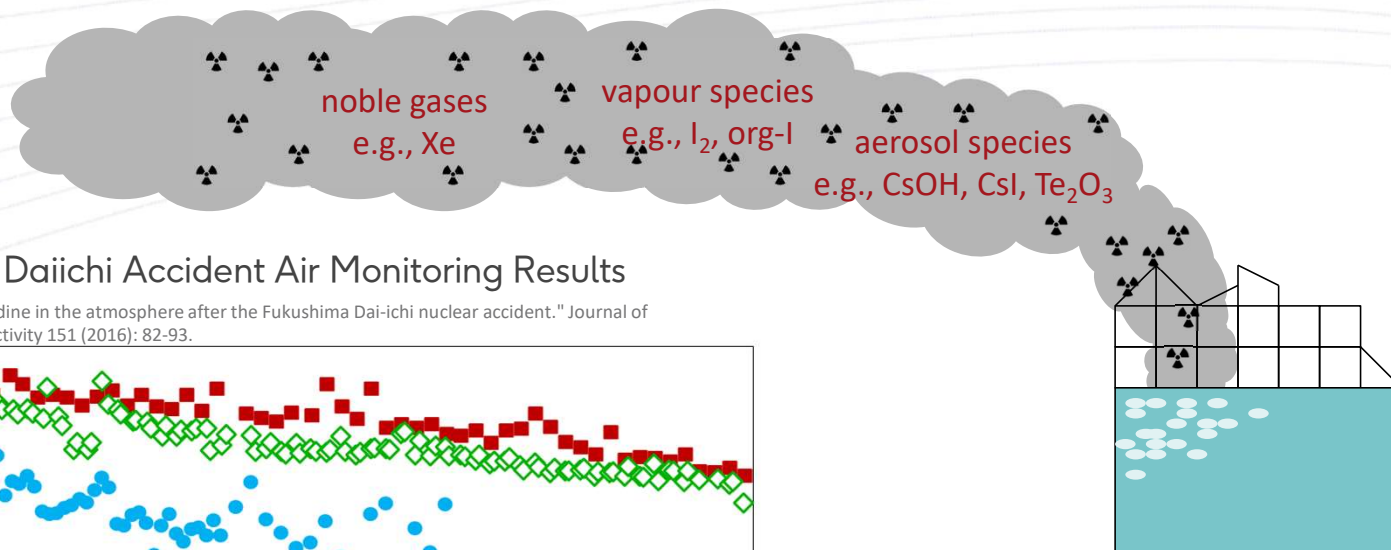 noble gases
e.g., Xe
vapour species
e.g., I₂, org-I
aerosol species
e.g., CsOH, CsI, Te₂O₃
Daiichi Accident Air Monitoring Results
dine in the atmosphere after the Fukushima Dai-ichi nuclear accident." Journal of
ctivity 151 (2016): 82-93.